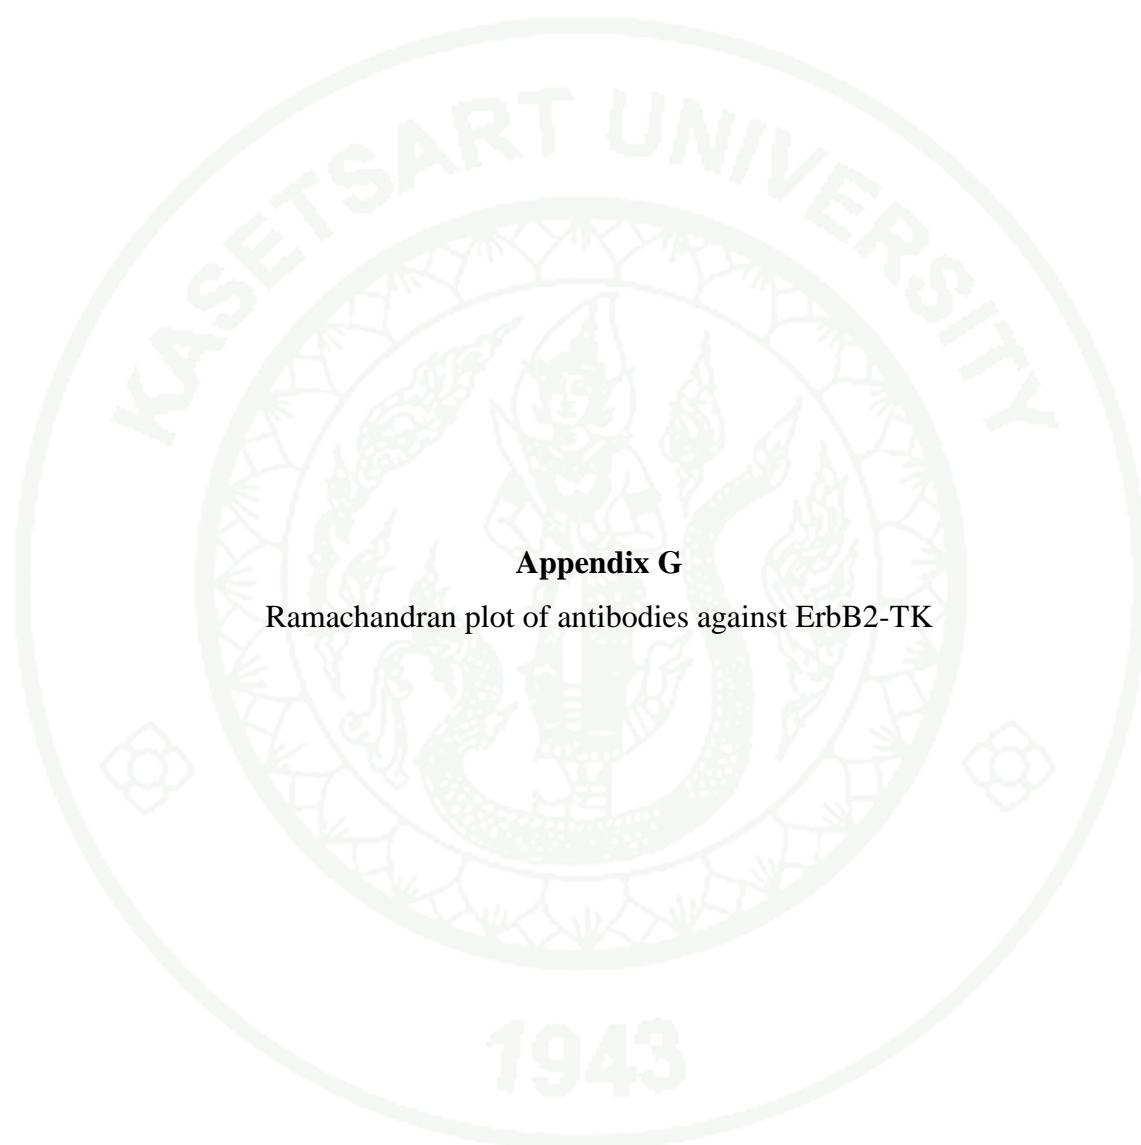 KASETSART UNIVERSITY
Appendix G
Ramachandran plot of antibodies against ErbB2-TK
1943